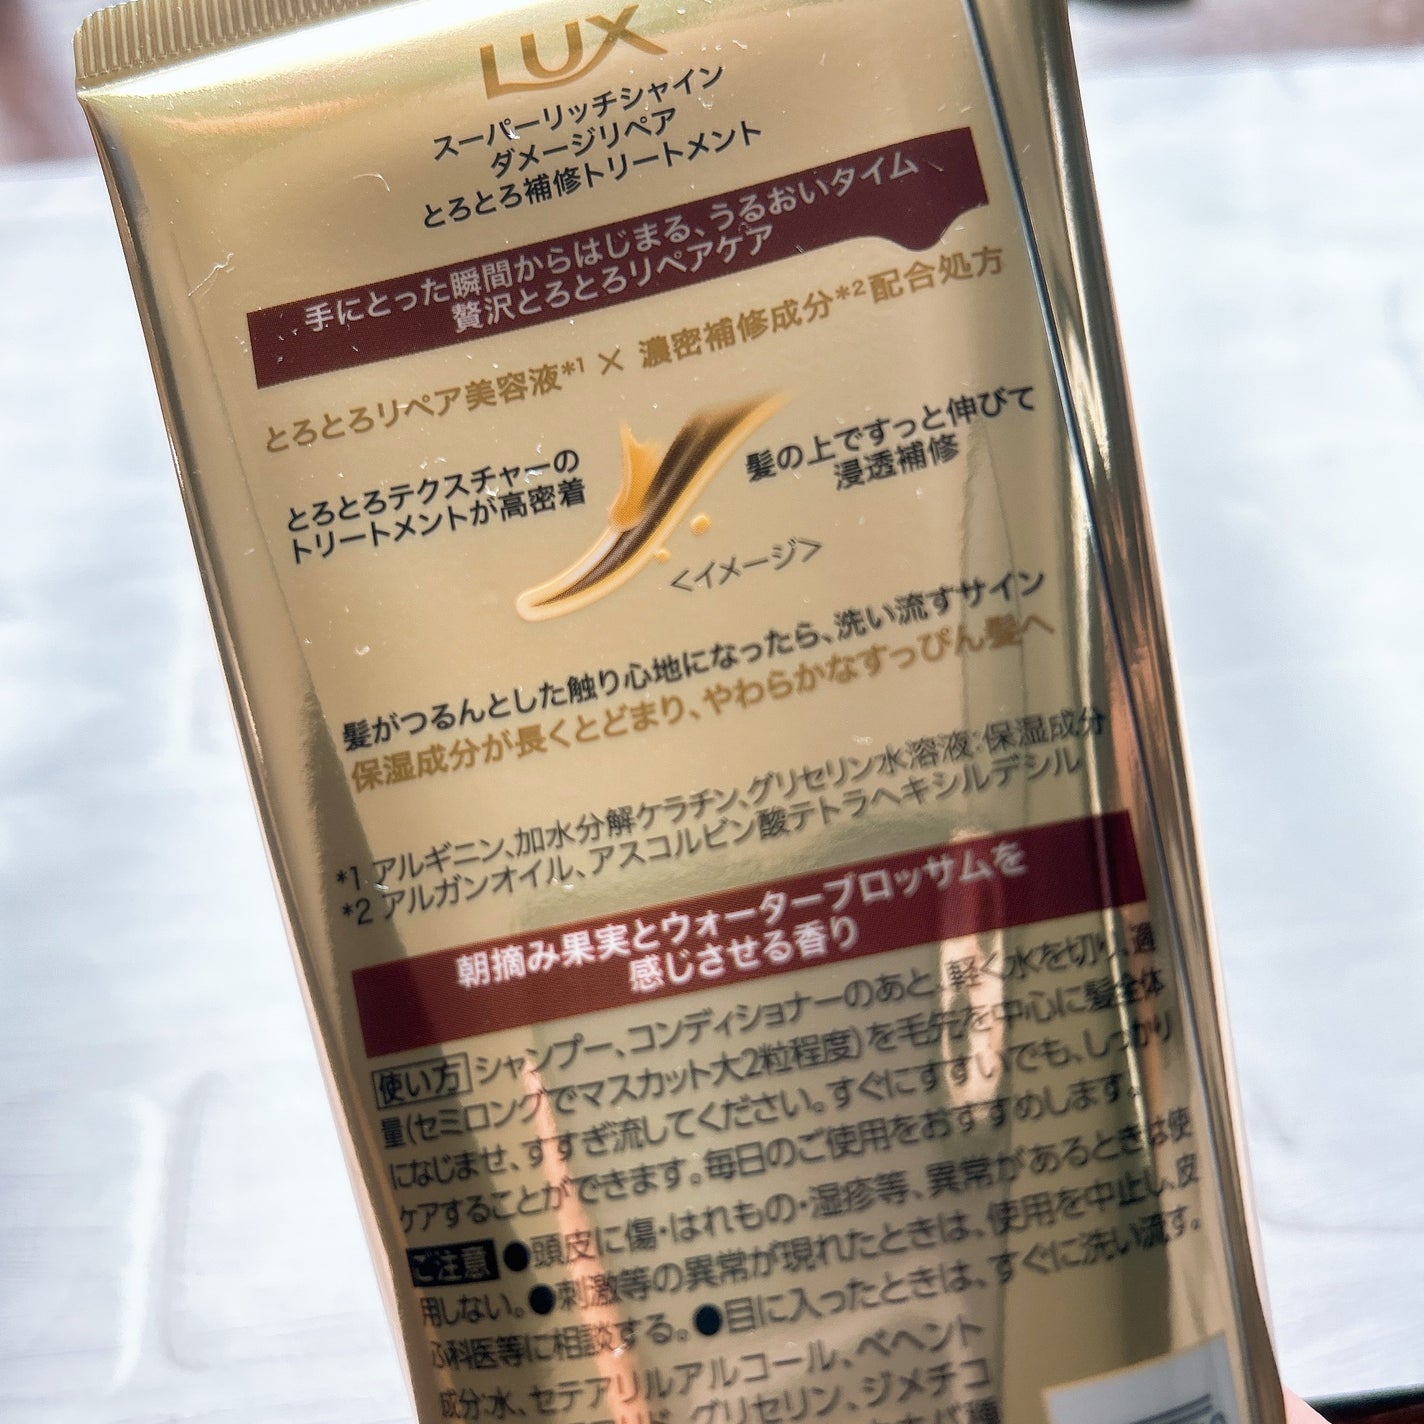 LUX
スーパーリッチシャイン
ダメージリペア
とろとろ補修トリートメント
手にとった瞬間からはじまる、うるおいタイム
贅沢とろとろリペアケア
とろとろリペア美容液*1 × 濃密補修成分*2配合処方
とろとろテクスチャーの
トリートメントが高密着
髪の上ですっと伸びて
浸透補修
<イメージ>
髪がつるんとした触り心地になったら、洗い流すサイン
保湿成分が長くとどまり、やわらかなすっぴん髪へ
*1 アルギニン、加水分解ケラチン、グリセリン水溶液:保湿成分
*2 アルガンオイル、アスコルビン酸テトラヘキシルデシル
朝摘み果実とウォーターブロッサムを
感じさせる香り
使い方 シャンプー、コンディショナーのあと、軽く水を切り、適
量(セミロングでマスカット大2粒程度)を毛先を中心に髪全体
になじませ、すすぎ流してください。すぐにすすいでも、しっかり
ケアすることができます。毎日のご使用をおすすめします。
ご注意 ●頭皮に傷・はれもの・湿疹等、異常があるときは使
用しない。●刺激等の異常が現れたときは、使用を中止し、皮
ふ科医等に相談する。●目に入ったときは、すぐに洗い流す。
成分:水、セテアリルアルコール、ベヘント
グリセリン、ジメチコ